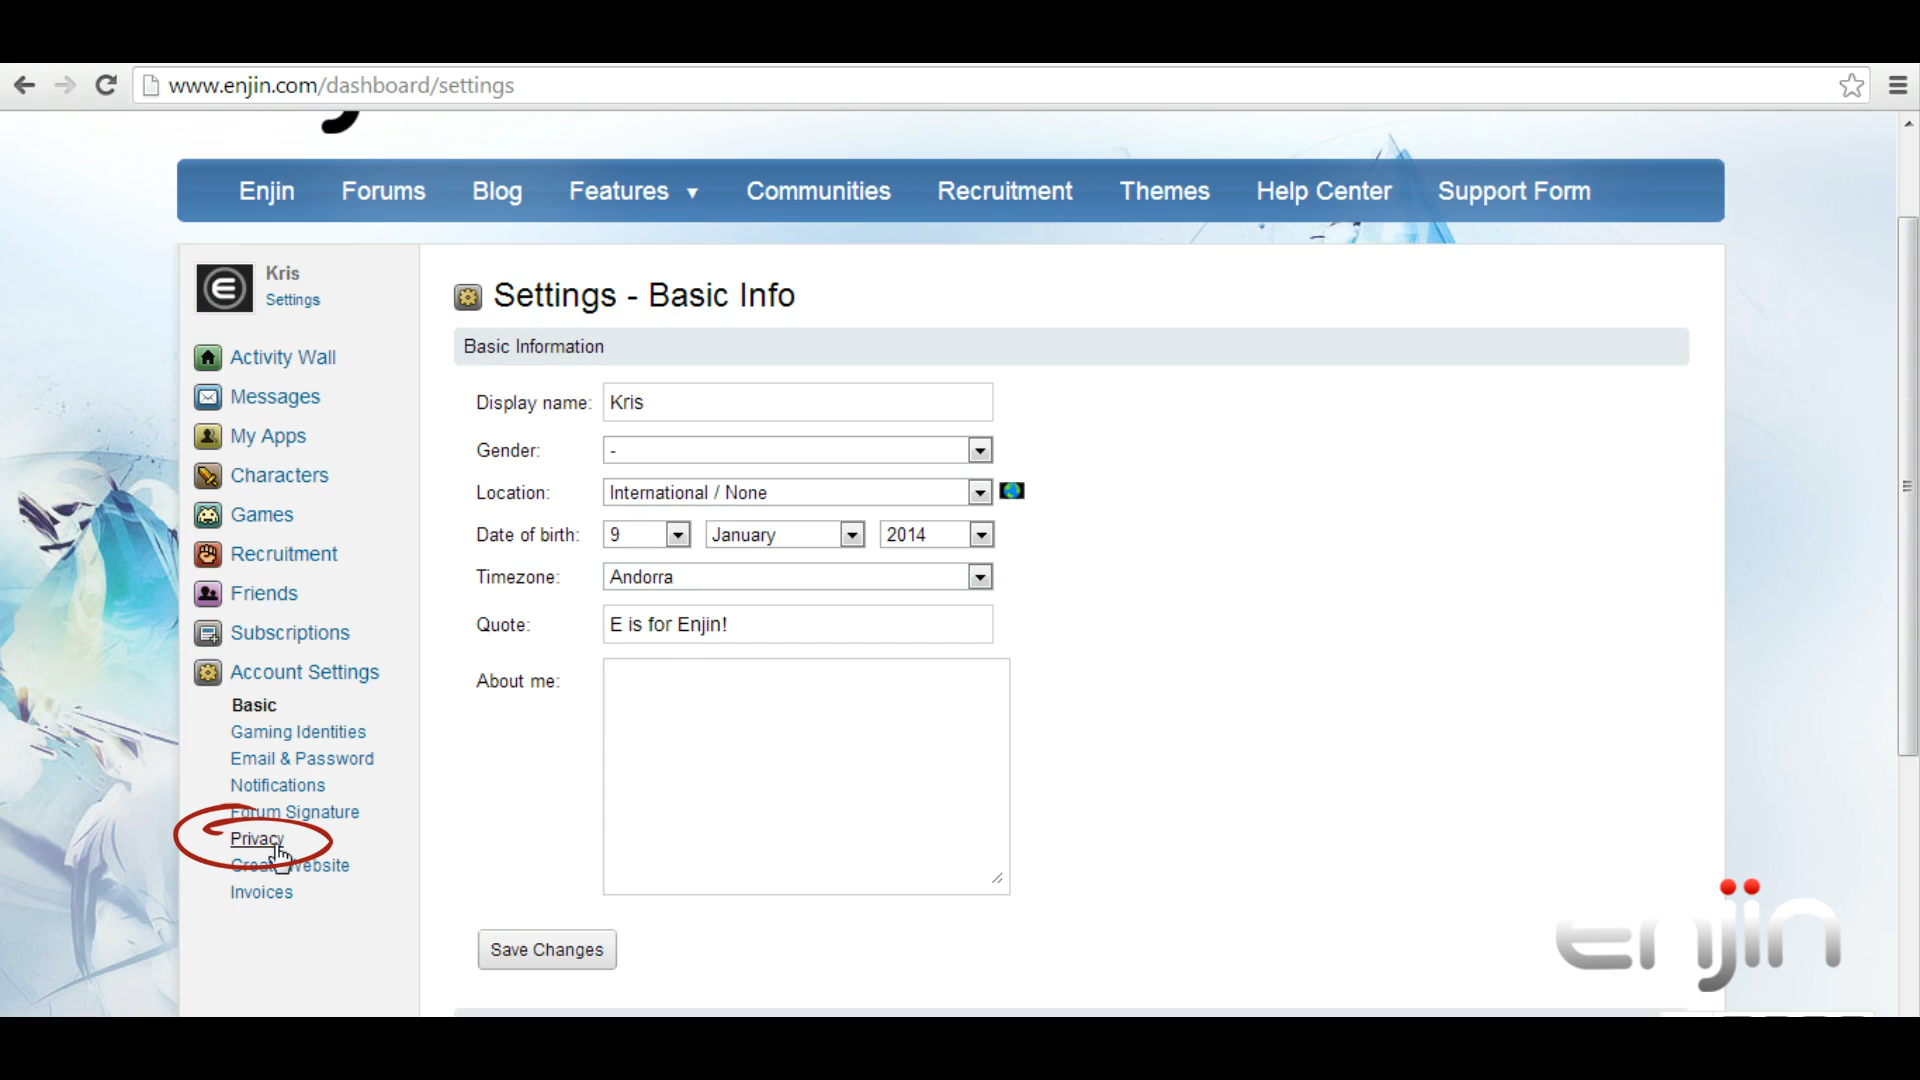 www.enjin.com/dashboard/settings
Enjin Forums Blog Features Communities Recruitment Themes Help Center Support Form
Kris
Settings
Activity Wall
Messages
My Apps
Characters
Games
Recruitment
Friends
Subscriptions
Account Settings
Basic
Gaming Identities
Email & Password
Notifications
Forum Signature
Privacy
Create Website
Invoices
Settings - Basic Info
Basic Information
Display name: Kris
Gender: -
Location: International / None
Date of birth: 9 January 2014
Timezone: Andorra
Quote: E is for Enjin!
About me:
Save Changes
enjin